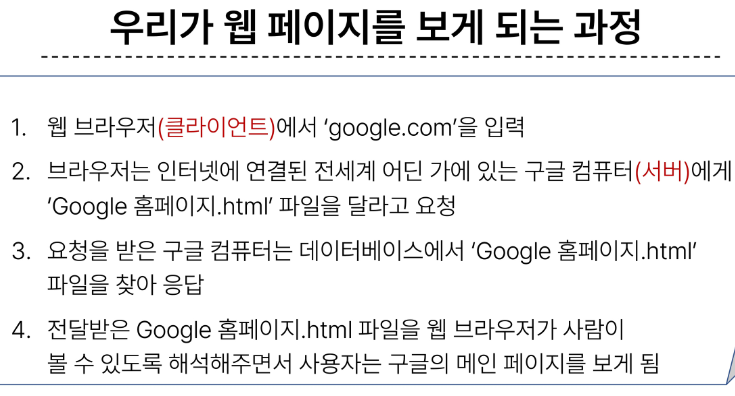 우리가 웹 페이지를 보게 되는 과정
1. 웹 브라우저(클라이언트)에서 ‘google.com’을 입력
2. 브라우저는 인터넷에 연결된 전세계 어딘 가에 있는 구글 컴퓨터(서버)에게
‘Google 홈페이지.html’ 파일을 달라고 요청
3. 요청을 받은 구글 컴퓨터는 데이터베이스에서 ‘Google 홈페이지.html’
파일을 찾아 응답
4. 전달받은 Google 홈페이지.html 파일을 웹 브라우저가 사람이
볼 수 있도록 해석해주면서 사용자는 구글의 메인 페이지를 보게 됨